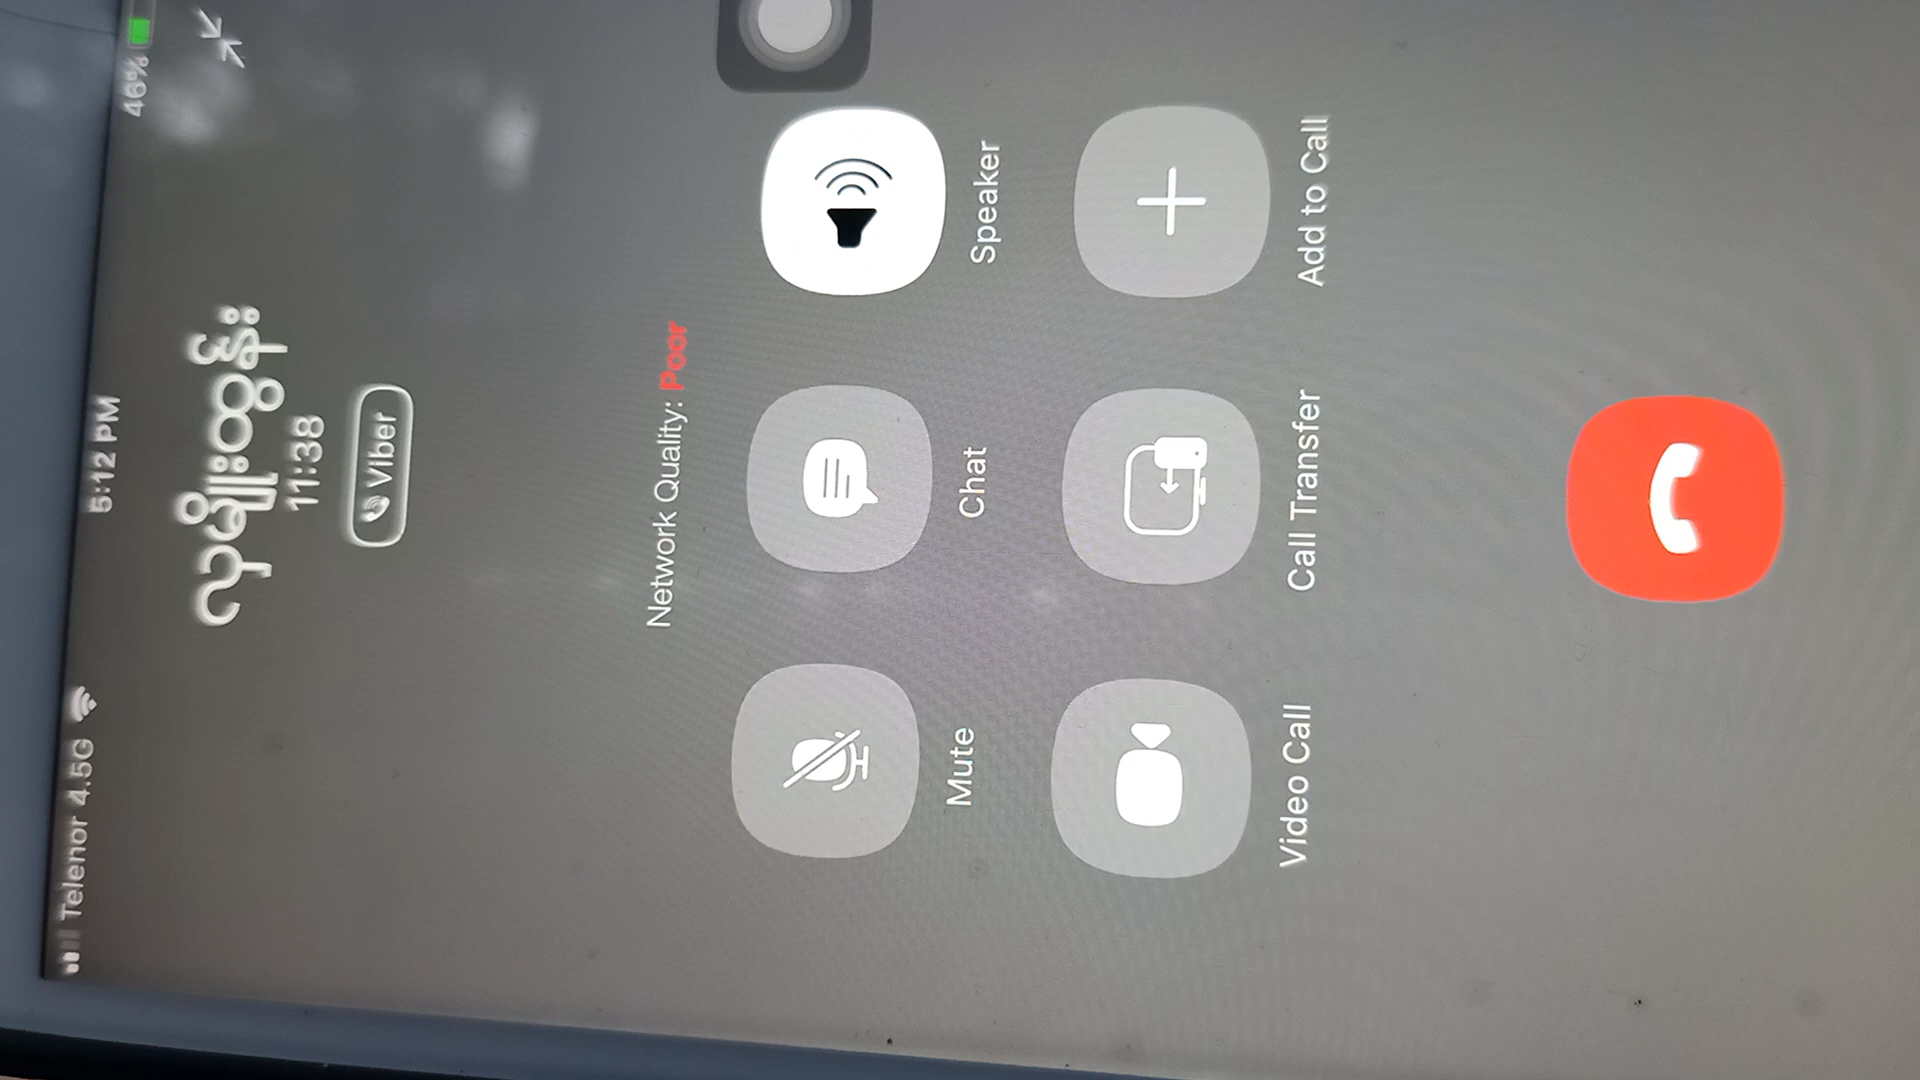 Telenor 4.5G 5:12 PM 46%
လှမျိုးထွန်း
11:38
Viber
Network Quality: Poor
Mute Chat Speaker
Video Call Call Transfer Add to Call